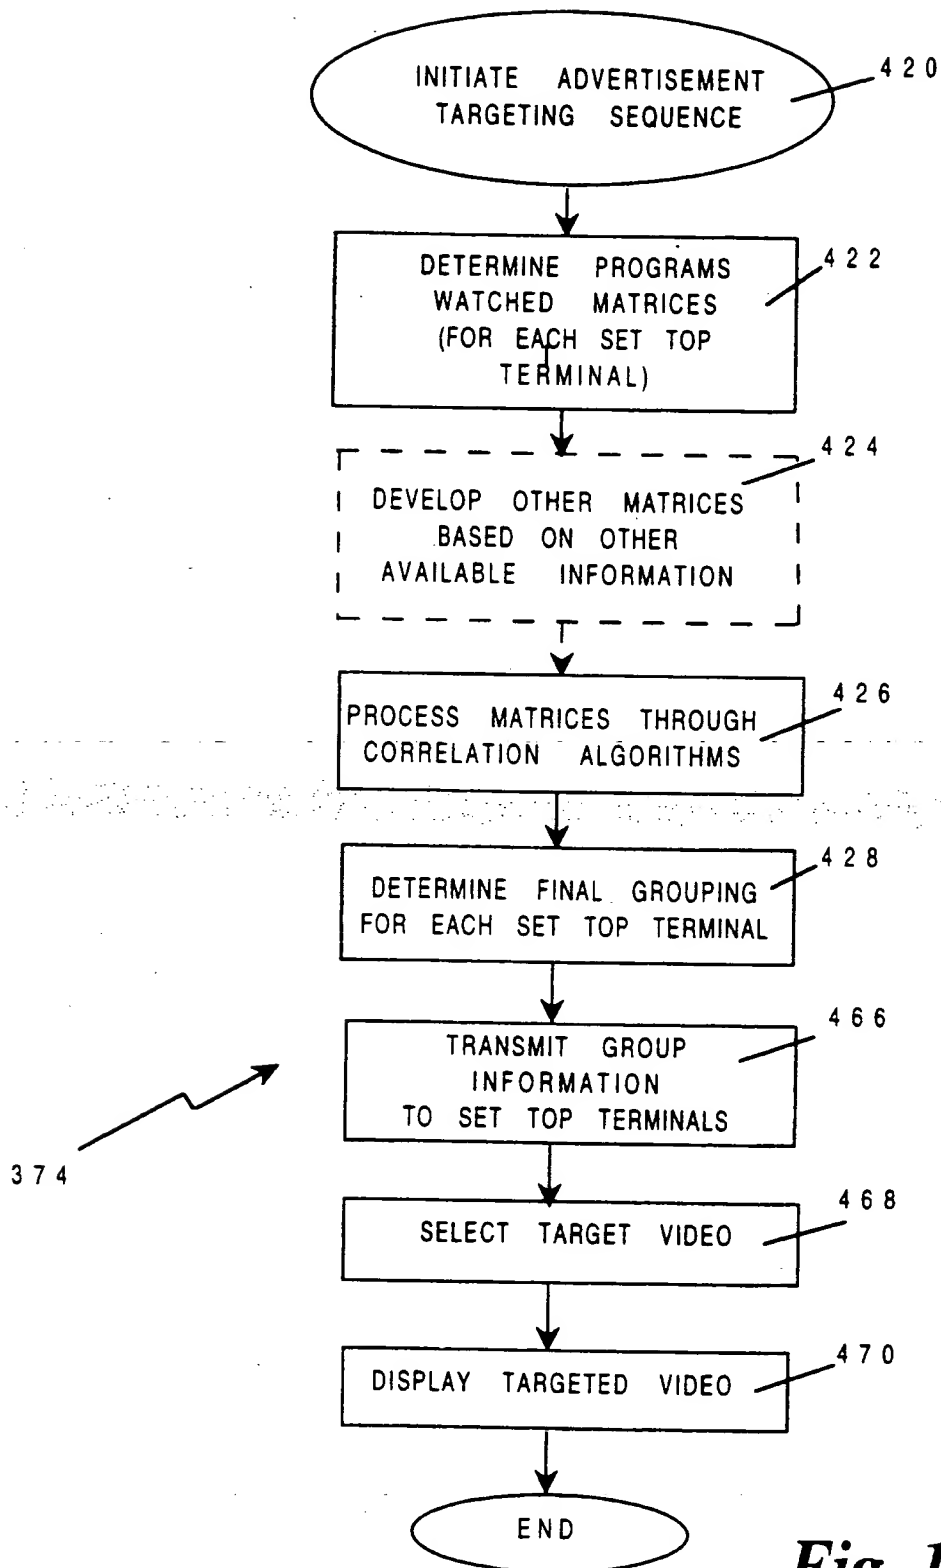 INITIATE ADVERTISEMENT
TARGETING SEQUENCE
420
DETERMINE PROGRAMS
WATCHED MATRICES
(FOR EACH SET TOP
TERMINAL)
422
424
DEVELOP OTHER MATRICES
BASED ON OTHER
AVAILABLE INFORMATION
426
PROCESS MATRICES THROUGH
CORRELATION ALGORITHMS
428
DETERMINE FINAL GROUPING
FOR EACH SET TOP TERMINAL
466
TRANSMIT GROUP
INFORMATION
TO SET TOP TERMINALS
374
468
SELECT TARGET VIDEO
470
DISPLAY TARGETED VIDEO
END
Fig.